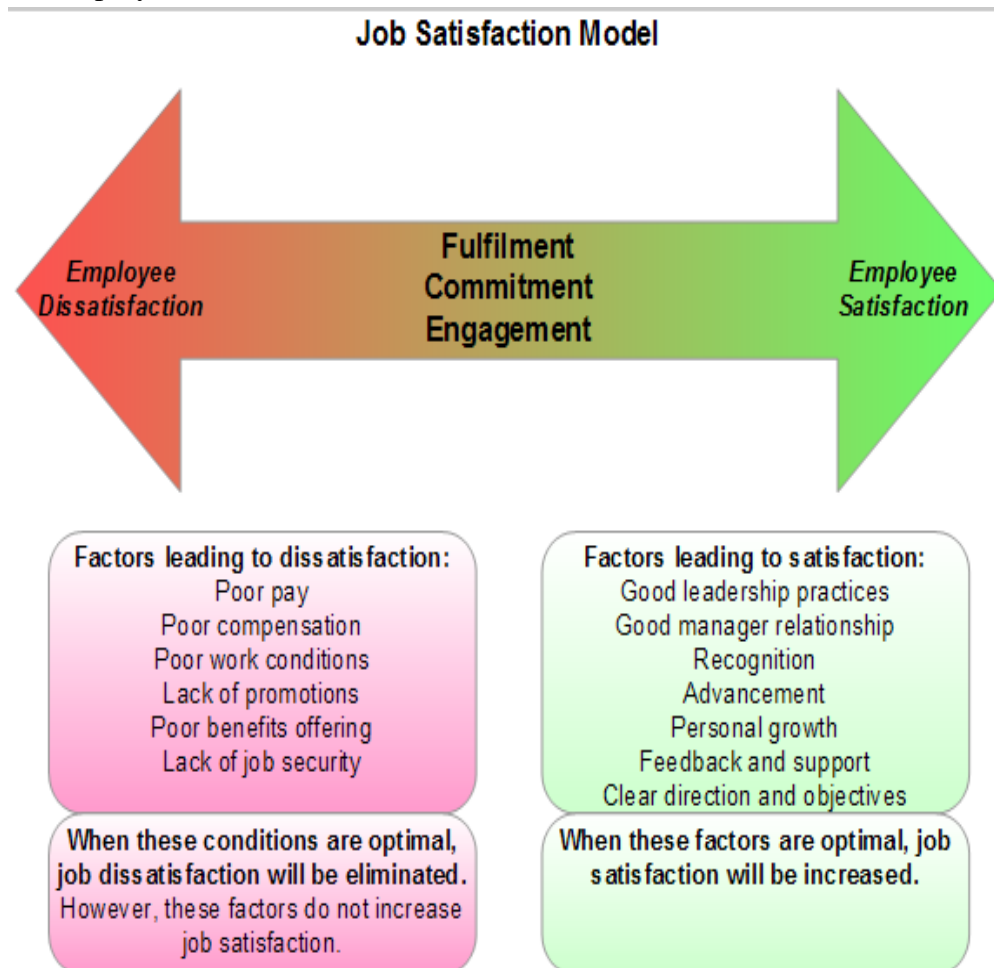 Job Satisfaction Model
Employee
Dissatisfaction
Fulfilment
Commitment
Engagement
Employee
Satisfaction
Factors leading to dissatisfaction:
Poor pay
Poor compensation
Poor work conditions
Lack of promotions
Poor benefits offering
Lack of job security
When these conditions are optimal,
job dissatisfaction will be eliminated.
However, these factors do not increase
job satisfaction.
Factors leading to satisfaction:
Good leadership practices
Good manager relationship
Recognition
Advancement
Personal growth
Feedback and support
Clear direction and objectives
When these factors are optimal, job
satisfaction will be increased.